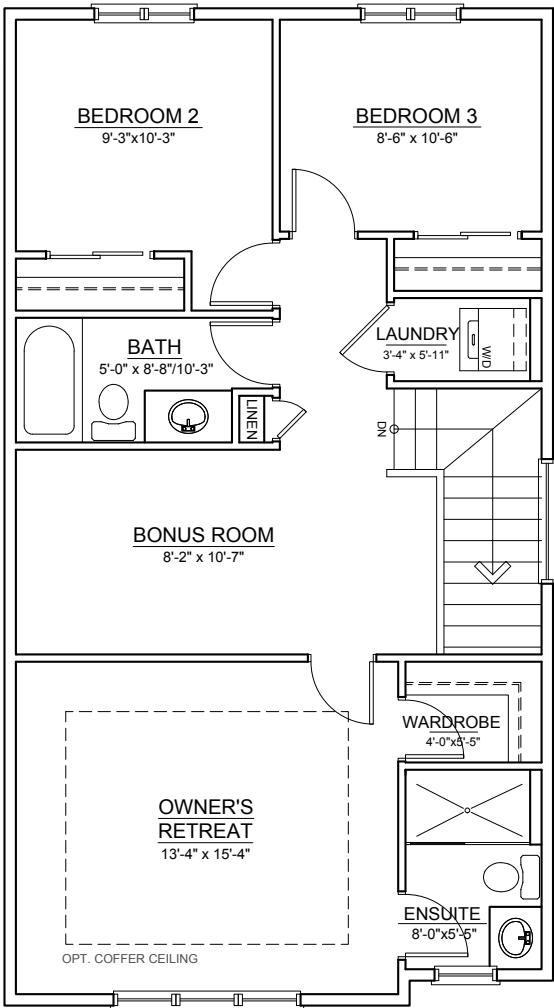 BEDROOM 2
9'-3"x10'-3"
BEDROOM 3
8'-6" x 10'-6"
BATH
5'-0" x 8'-8"/10'-3"
LAUNDRY
3'-4" x 5'-11"
W/D
LINEN
DN
BONUS ROOM
8'-2" x 10'-7"
WARDROBE
4'-0"x5'-5"
OWNER'S
RETREAT
13'-4" x 15'-4"
ENSUITE
8'-0"x5'-5"
OPT. COFFER CEILING